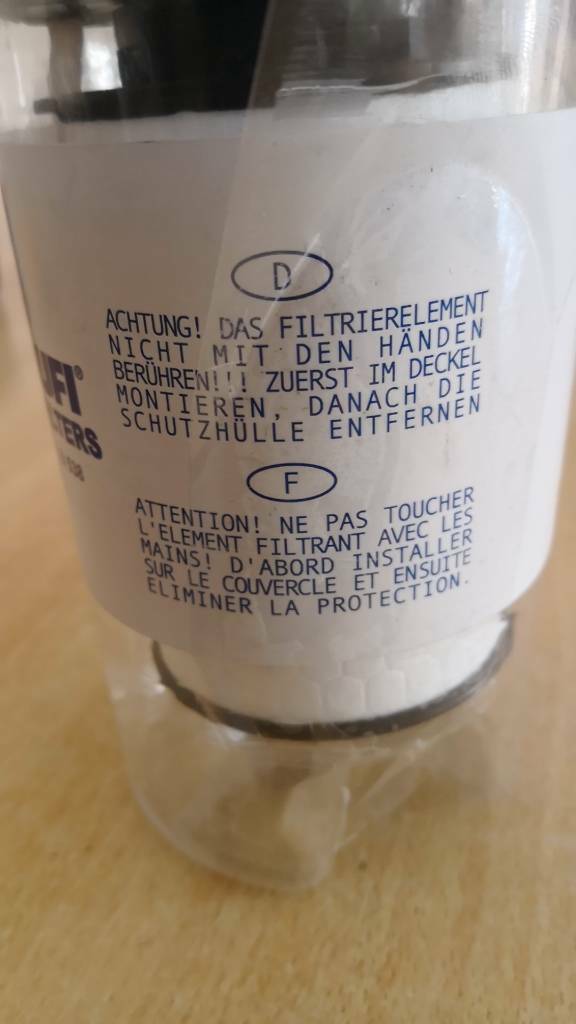 D
ACHTUNG! DAS FILTRIERELEMENT
NICHT MIT DEN HÄNDEN
BERÜHREN!!! ZUERST IM DECKEL
MONTIEREN, DANACH DIE
SCHUTZHÜLLE ENTFERNEN
UFI®
F
ATTENTION! NE PAS TOUCHER
L'ELEMENT FILTRANT AVEC LES
MAINS! D'ABORD INSTALLER
SUR LE COUVERCLE ET ENSUITE
ELIMINER LA PROTECTION.